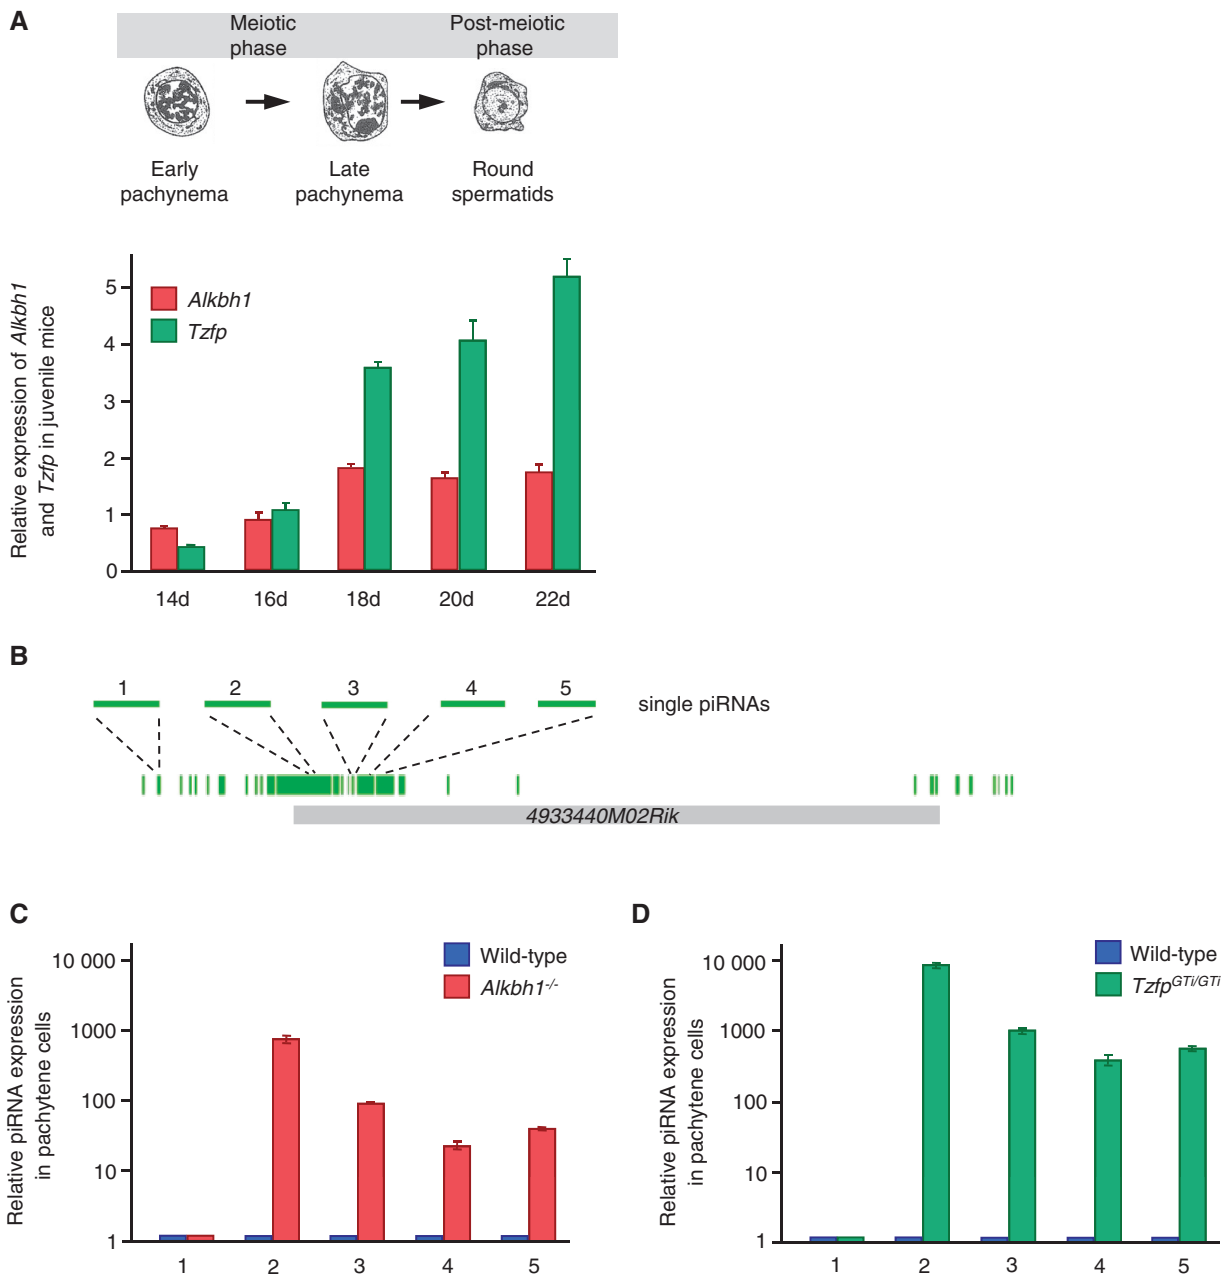 A
Meiotic
phase
Post-meiotic
phase
Early
pachynema
Late
pachynema
Round
spermatids
Relative expression of Alkbh1
and Tzfp in juvenile mice
5
4
3
2
1
0
Alkbh1
Tzfp
14d
16d
18d
20d
22d
B
1
2
3
4
5
single piRNAs
4933440M02Rik
C
Relative piRNA expression
in pachytene cells
10 000
1000
100
10
1
Wild-type
Alkbh1-/-
1
2
3
4
5
D
Relative piRNA expression
in pachytene cells
10 000
1000
100
10
1
Wild-type
TzfpGTi/GTi
1
2
3
4
5